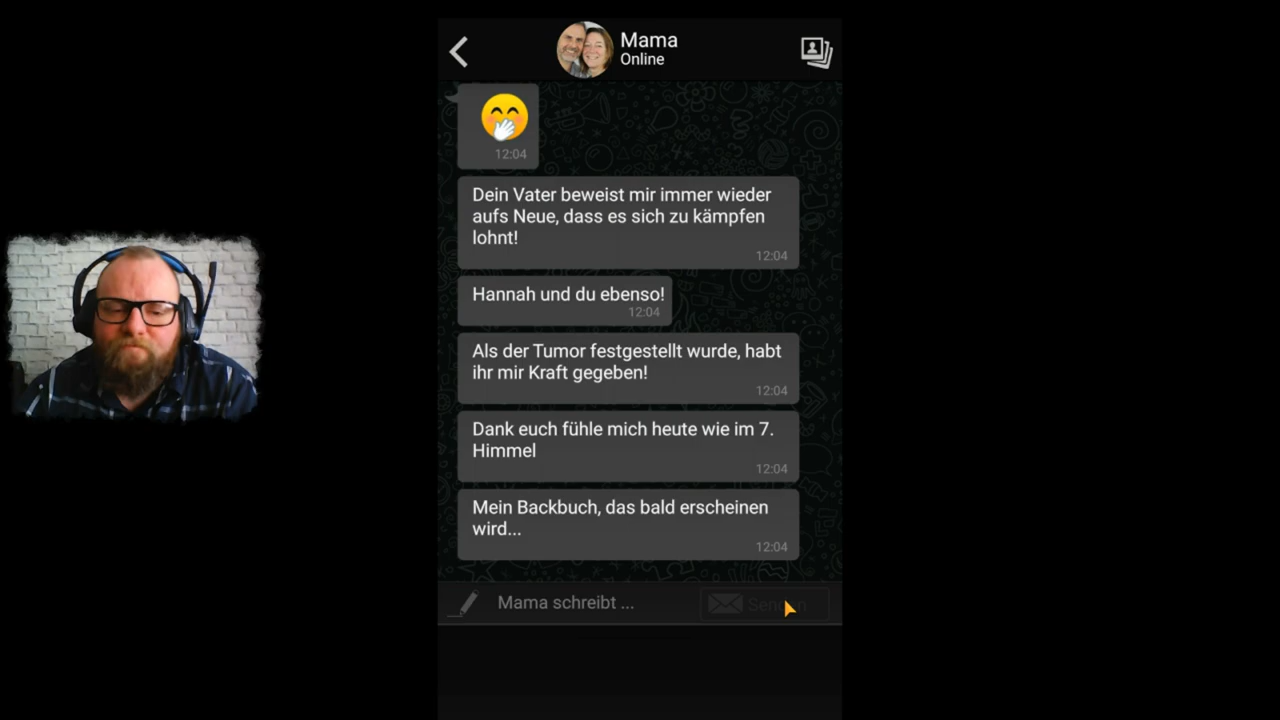 Mama
Online
12:04
Dein Vater beweist mir immer wieder
aufs Neue, dass es sich zu kämpfen
lohnt!
12:04
Hannah und du ebenso!
12:04
Als der Tumor festgestellt wurde, habt
ihr mir Kraft gegeben!
12:04
Dank euch fühle mich heute wie im 7.
Himmel
12:04
Mein Backbuch, das bald erscheinen
wird...
12:04
Mama schreibt ...
Senden